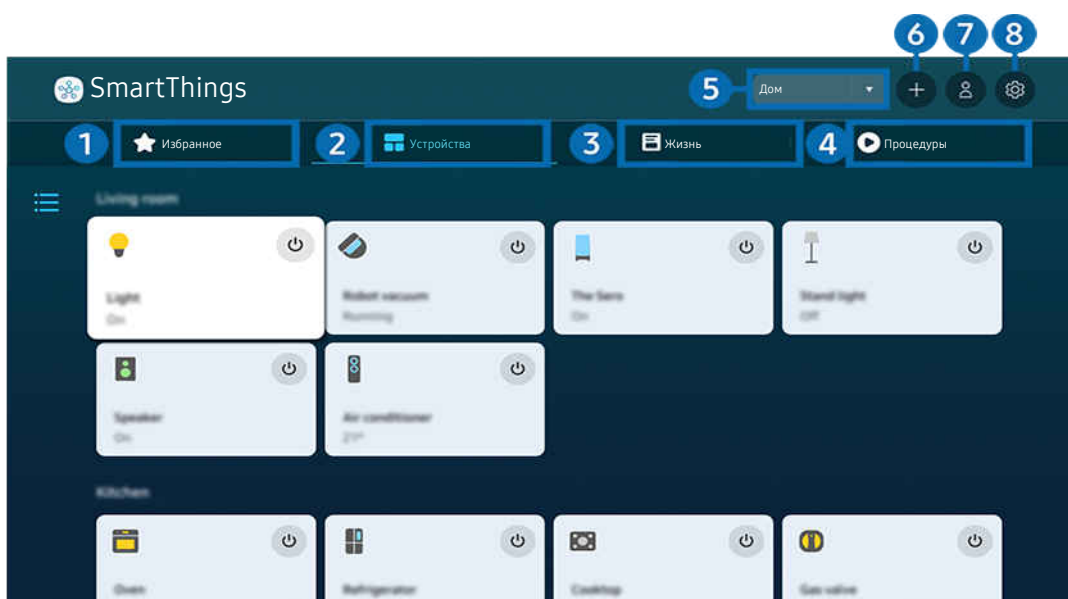 6 7 8
SmartThings
5 Дом
1 Избранное 2 Устройства 3 Жизнь 4 Процедуры
Living room
Light Robot vacuum The Sero Stand light
On Running On Off
Speaker Air conditioner
On 21°
Kitchen
Oven Refrigerator Cooktop Gas valve